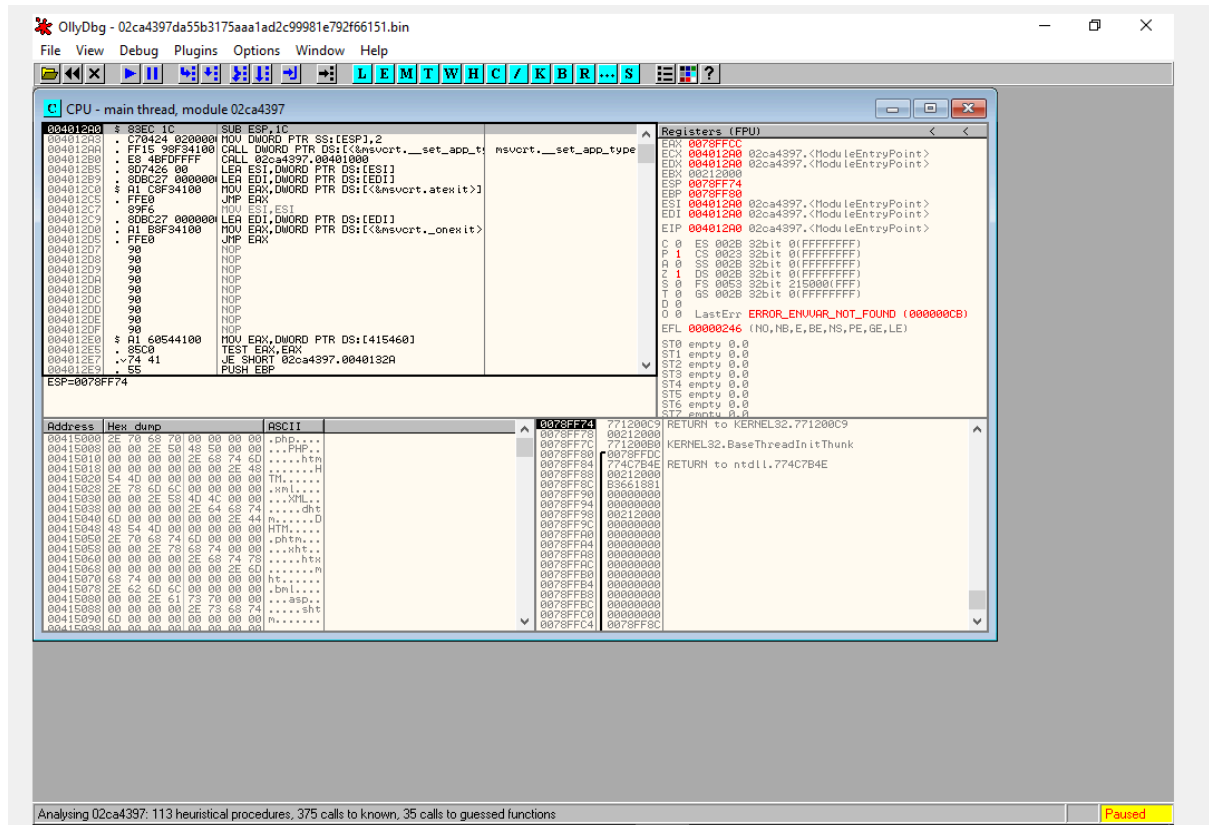 OllyDbg - 02ca4397da55b3175aaa1ad2c99981e792f66151.bin
File View Debug Plugins Options Window Help
L E M T W H C / K B R ... S ?
C CPU - main thread, module 02ca4397
004012A0 $ 83EC 1C SUB ESP,1C
004012A3 . C70424 0200000 MOV DWORD PTR SS:[ESP],2
004012AA . FF15 98F34100 CALL DWORD PTR DS:[<&msvcrt.__set_app_t msvcrt.__set_app_type
004012B0 . E8 4BFDFFFF CALL 02ca4397.00401000
004012B5 . 8D7426 00 LEA ESI,DWORD PTR DS:[ESI]
004012B9 . 8DBC27 0000000 LEA EDI,DWORD PTR DS:[EDI]
004012C0 $ A1 C8F34100 MOV EAX,DWORD PTR DS:[<&msvcrt.atexit>]
004012C5 . FFE0 JMP EAX
004012C7 89F6 MOV ESI,ESI
004012C9 . 8DBC27 0000000 LEA EDI,DWORD PTR DS:[EDI]
004012D0 . A1 B8F34100 MOV EAX,DWORD PTR DS:[<&msvcrt._onexit>
004012D5 . FFE0 JMP EAX
004012D7 90 NOP
004012D8 90 NOP
004012D9 90 NOP
004012DA 90 NOP
004012DB 90 NOP
004012DC 90 NOP
004012DD 90 NOP
004012DE 90 NOP
004012DF 90 NOP
004012E0 $ A1 60544100 MOV EAX,DWORD PTR DS:[415460]
004012E5 . 85C0 TEST EAX,EAX
004012E7 .v74 41 JE SHORT 02ca4397.0040132A
004012E9 . 55 PUSH EBP
ESP=0078FF74
Registers (FPU) < <
EAX 0078FFCC
ECX 004012A0 02ca4397.<ModuleEntryPoint>
EDX 004012A0 02ca4397.<ModuleEntryPoint>
EBX 00212000
ESP 0078FF74
EBP 0078FF80
ESI 004012A0 02ca4397.<ModuleEntryPoint>
EDI 004012A0 02ca4397.<ModuleEntryPoint>
EIP 004012A0 02ca4397.<ModuleEntryPoint>
C 0 ES 002B 32bit 0(FFFFFFFF)
P 1 CS 0023 32bit 0(FFFFFFFF)
A 0 SS 002B 32bit 0(FFFFFFFF)
Z 1 DS 002B 32bit 0(FFFFFFFF)
S 0 FS 0053 32bit 215000(FFF)
T 0 GS 002B 32bit 0(FFFFFFFF)
D 0
O 0 LastErr ERROR_ENVVAR_NOT_FOUND (000000CB)
EFL 00000246 (NO,NB,E,BE,NS,PE,GE,LE)
ST0 empty 0.0
ST1 empty 0.0
ST2 empty 0.0
ST3 empty 0.0
ST4 empty 0.0
ST5 empty 0.0
ST6 empty 0.0
ST7 empty 0.0
Address Hex dump ASCII
00415000 2E 70 68 70 00 00 00 00 .php....
00415008 00 00 2E 50 48 50 00 00 ...PHP..
00415010 00 00 00 00 2E 68 74 6D .....htm
00415018 00 00 00 00 00 00 2E 48 .......H
00415020 54 4D 00 00 00 00 00 00 TM......
00415028 2E 78 6D 6C 00 00 00 00 .xml....
00415030 00 00 2E 58 4D 4C 00 00 ...XML..
00415038 00 00 00 00 2E 64 68 74 .....dht
00415040 6D 00 00 00 00 00 2E 44 m......D
00415048 48 54 4D 00 00 00 00 00 HTM.....
00415050 2E 70 68 74 6D 00 00 00 .phtm...
00415058 00 00 2E 78 68 74 00 00 ...xht..
00415060 00 00 00 00 2E 68 74 78 .....htx
00415068 00 00 00 00 00 00 2E 6D .......m
00415070 68 74 00 00 00 00 00 00 ht......
00415078 2E 62 6D 6C 00 00 00 00 .bml....
00415080 00 00 2E 61 73 70 00 00 ...asp..
00415088 00 00 00 00 2E 73 68 74 .....sht
00415090 6D 00 00 00 00 00 00 00 m.......
00415098 00 00 00 00 00 00 00 00
0078FF74 771200C9 RETURN to KERNEL32.771200C9
0078FF78 00212000
0078FF7C 771200B0 KERNEL32.BaseThreadInitThunk
0078FF80 0078FFDC
0078FF84 774C7B4E RETURN to ntdll.774C7B4E
0078FF88 00212000
0078FF8C B3661881
0078FF90 00000000
0078FF94 00000000
0078FF98 00212000
0078FF9C 00000000
0078FFA0 00000000
0078FFA4 00000000
0078FFA8 00000000
0078FFAC 00000000
0078FFB0 00000000
0078FFB4 00000000
0078FFB8 00000000
0078FFBC 00000000
0078FFC0 00000000
0078FFC4 0078FF8C
Analysing 02ca4397: 113 heuristical procedures, 375 calls to known, 35 calls to guessed functions
Paused